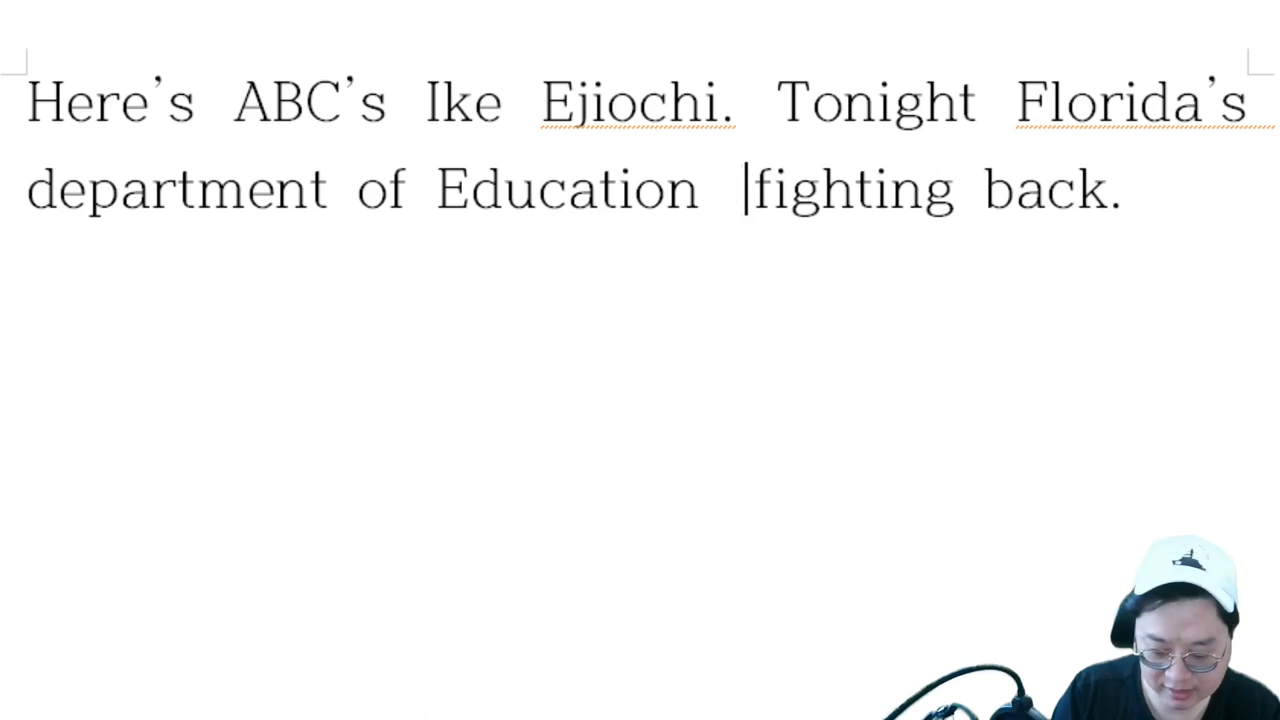 Here's ABC's Ike Ejiochi. Tonight Florida's
department of Education fighting back.